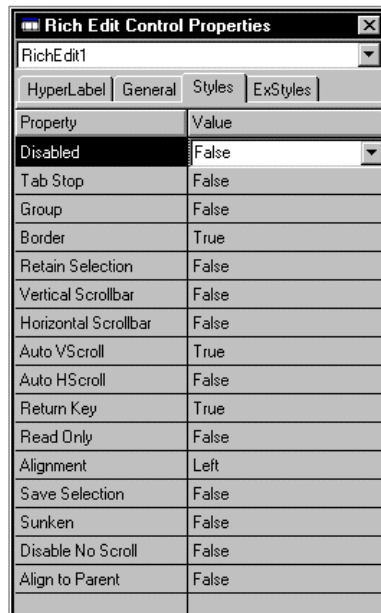 Rich Edit Control Properties
RichEdit1
HyperLabel General Styles ExStyles
Property Value
Disabled False
Tab Stop False
Group False
Border True
Retain Selection False
Vertical Scrollbar False
Horizontal Scrollbar False
Auto VScroll True
Auto HScroll False
Return Key True
Read Only False
Alignment Left
Save Selection False
Sunken False
Disable No Scroll False
Align to Parent False